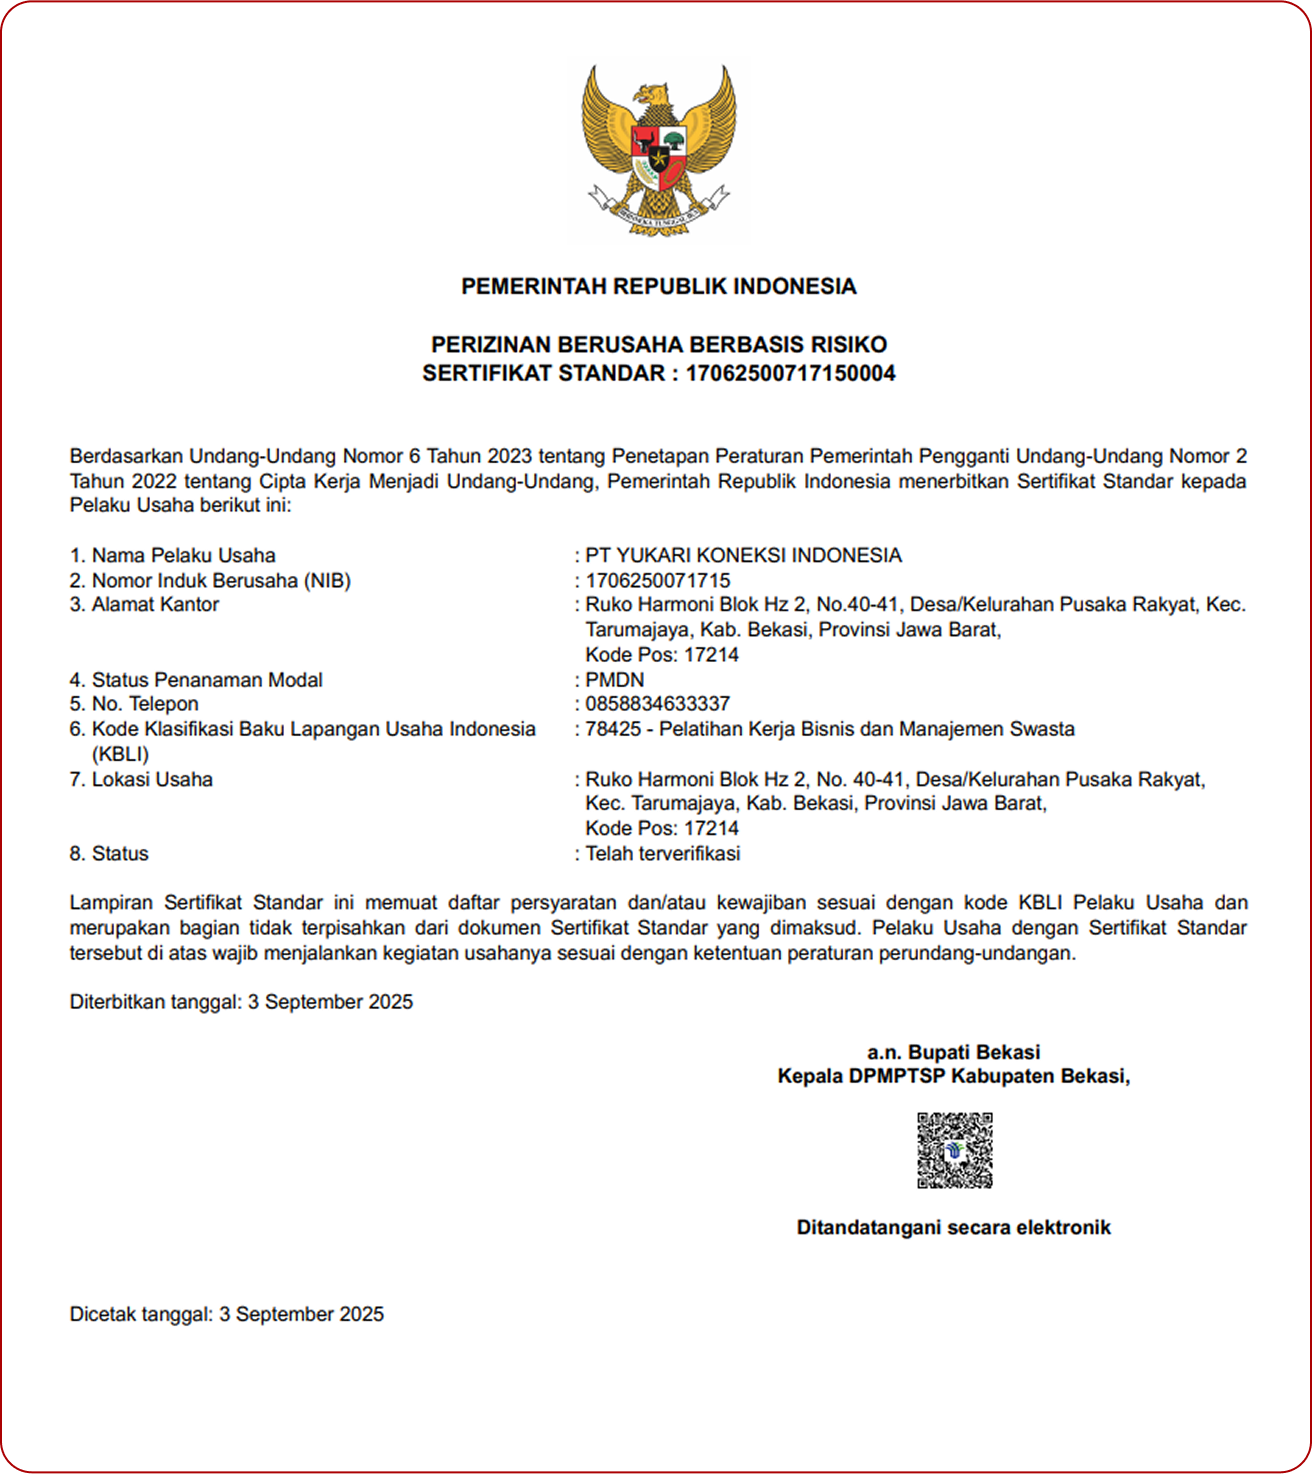 PEMERINTAH REPUBLIK INDONESIA
PERIZINAN BERUSAHA BERBASIS RISIKO
SERTIFIKAT STANDAR : 17062500717150004
Berdasarkan Undang-Undang Nomor 6 Tahun 2023 tentang Penetapan Peraturan Pemerintah Pengganti Undang-Undang Nomor 2
Tahun 2022 tentang Cipta Kerja Menjadi Undang-Undang, Pemerintah Republik Indonesia menerbitkan Sertifikat Standar kepada
Pelaku Usaha berikut ini:
1. Nama Pelaku Usaha : PT YUKARI KONEKSI INDONESIA
2. Nomor Induk Berusaha (NIB) : 1706250071715
3. Alamat Kantor : Ruko Harmoni Blok Hz 2, No.40-41, Desa/Kelurahan Pusaka Rakyat, Kec.
Tarumajaya, Kab. Bekasi, Provinsi Jawa Barat,
Kode Pos: 17214
4. Status Penanaman Modal : PMDN
5. No. Telepon : 0858834633337
6. Kode Klasifikasi Baku Lapangan Usaha Indonesia : 78425 - Pelatihan Kerja Bisnis dan Manajemen Swasta
(KBLI)
7. Lokasi Usaha : Ruko Harmoni Blok Hz 2, No. 40-41, Desa/Kelurahan Pusaka Rakyat,
Kec. Tarumajaya, Kab. Bekasi, Provinsi Jawa Barat,
Kode Pos: 17214
8. Status : Telah terverifikasi
Lampiran Sertifikat Standar ini memuat daftar persyaratan dan/atau kewajiban sesuai dengan kode KBLI Pelaku Usaha dan
merupakan bagian tidak terpisahkan dari dokumen Sertifikat Standar yang dimaksud. Pelaku Usaha dengan Sertifikat Standar
tersebut di atas wajib menjalankan kegiatan usahanya sesuai dengan ketentuan peraturan perundang-undangan.
Diterbitkan tanggal: 3 September 2025
a.n. Bupati Bekasi
Kepala DPMPTSP Kabupaten Bekasi,
Ditandatangani secara elektronik
Dicetak tanggal: 3 September 2025